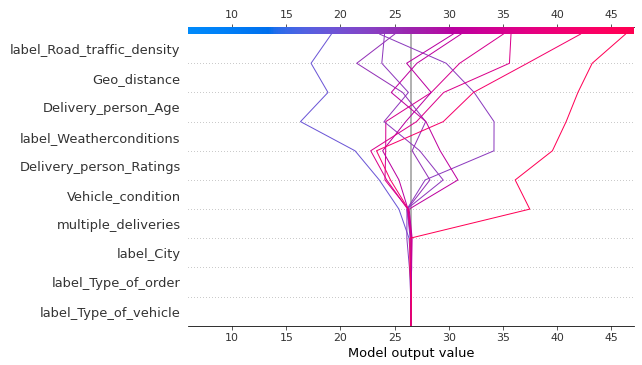 10 15 20 25 30 35 40 45
label_Road_traffic_density
Geo_distance
Delivery_person_Age
label_Weatherconditions
Delivery_person_Ratings
Vehicle_condition
multiple_deliveries
label_City
label_Type_of_order
label_Type_of_vehicle
10 15 20 25 30 35 40 45
Model output value